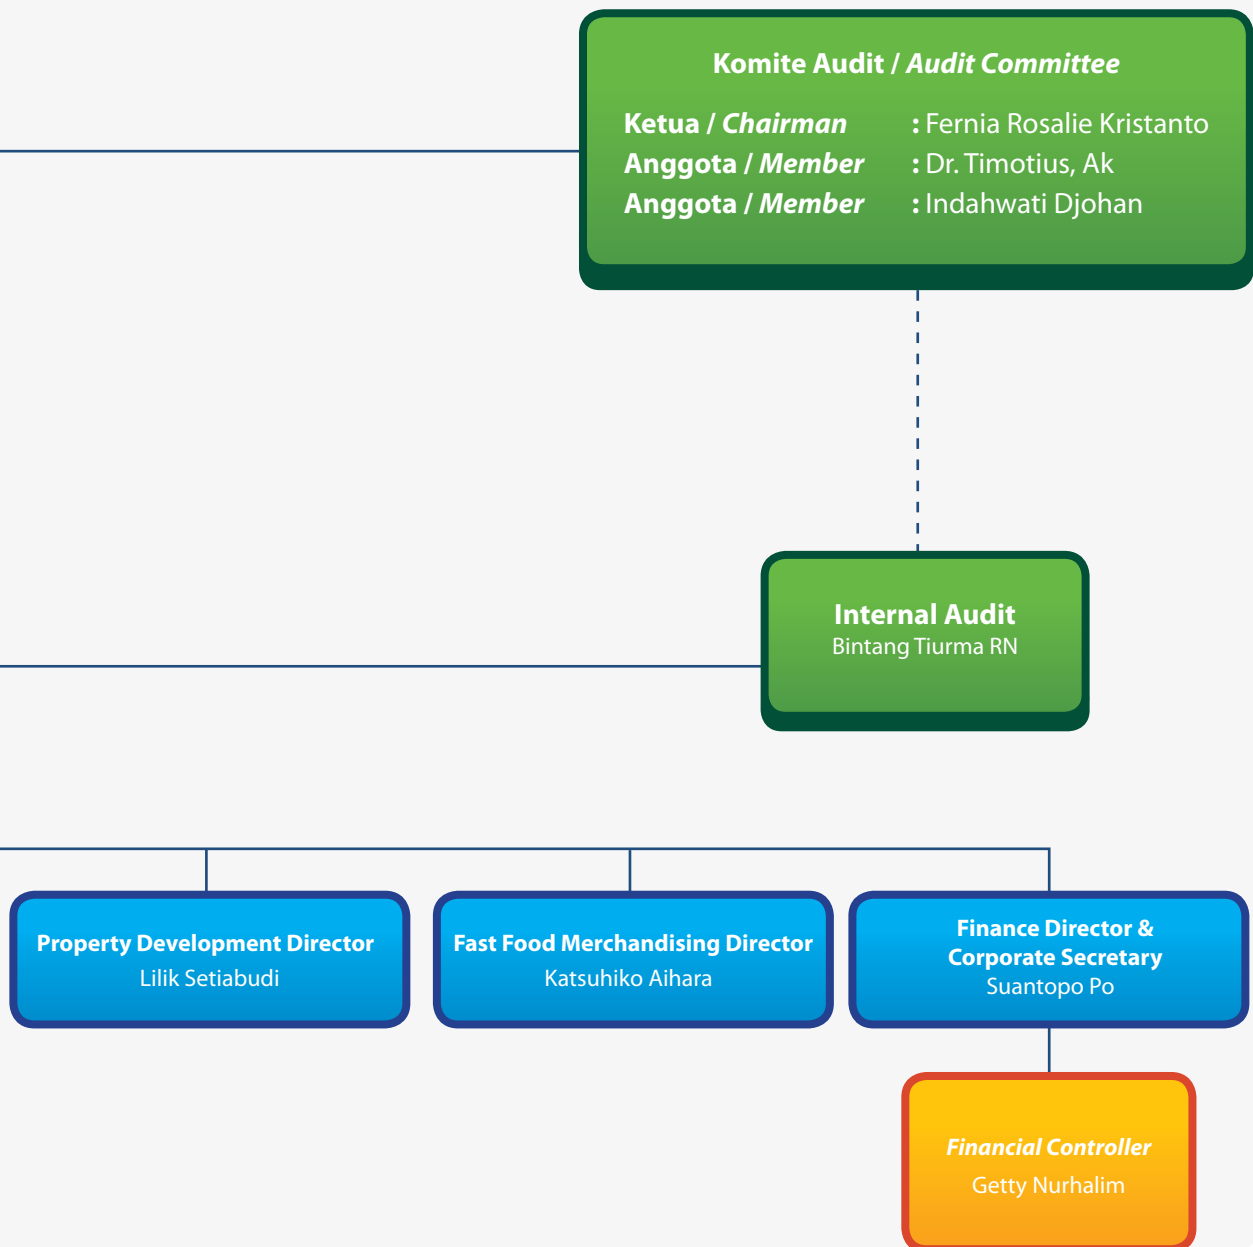 Komite Audit / Audit Committee
Ketua / Chairman : Fernia Rosalie Kristanto
Anggota / Member : Dr. Timotius, Ak
Anggota / Member : Indahwati Djohan
Internal Audit
Bintang Tiurma RN
Property Development Director
Lilik Setiabudi
Fast Food Merchandising Director
Katsuhiko Aihara
Finance Director &
Corporate Secretary
Suantopo Po
Financial Controller
Getty Nurhalim